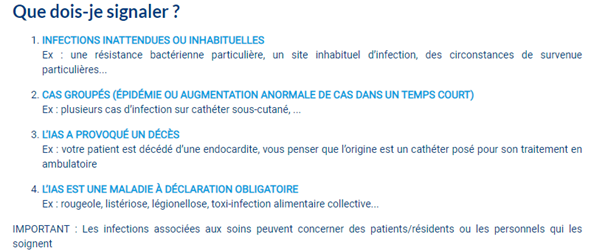 Que dois-je signaler ?
1. INFECTIONS INATTENDUES OU INHABITUELLES
Ex : une résistance bactérienne particulière, un site inhabituel d'infection, des circonstances de survenue
particulières...
2. CAS GROUPÉS (ÉPIDÉMIE OU AUGMENTATION ANORMALE DE CAS DANS UN TEMPS COURT)
Ex : plusieurs cas d'infection sur cathéter sous-cutané, ...
3. L'IAS A PROVOQUÉ UN DÉCÈS
Ex : votre patient est décédé d'une endocardite, vous penser que l'origine est un cathéter posé pour son traitement en
ambulatoire
4. L'IAS EST UNE MALADIE À DÉCLARATION OBLIGATOIRE
Ex : rougeole, listériose, légionellose, toxi-infection alimentaire collective...
IMPORTANT : Les infections associées aux soins peuvent concerner des patients/résidents ou les personnels qui les
soignent